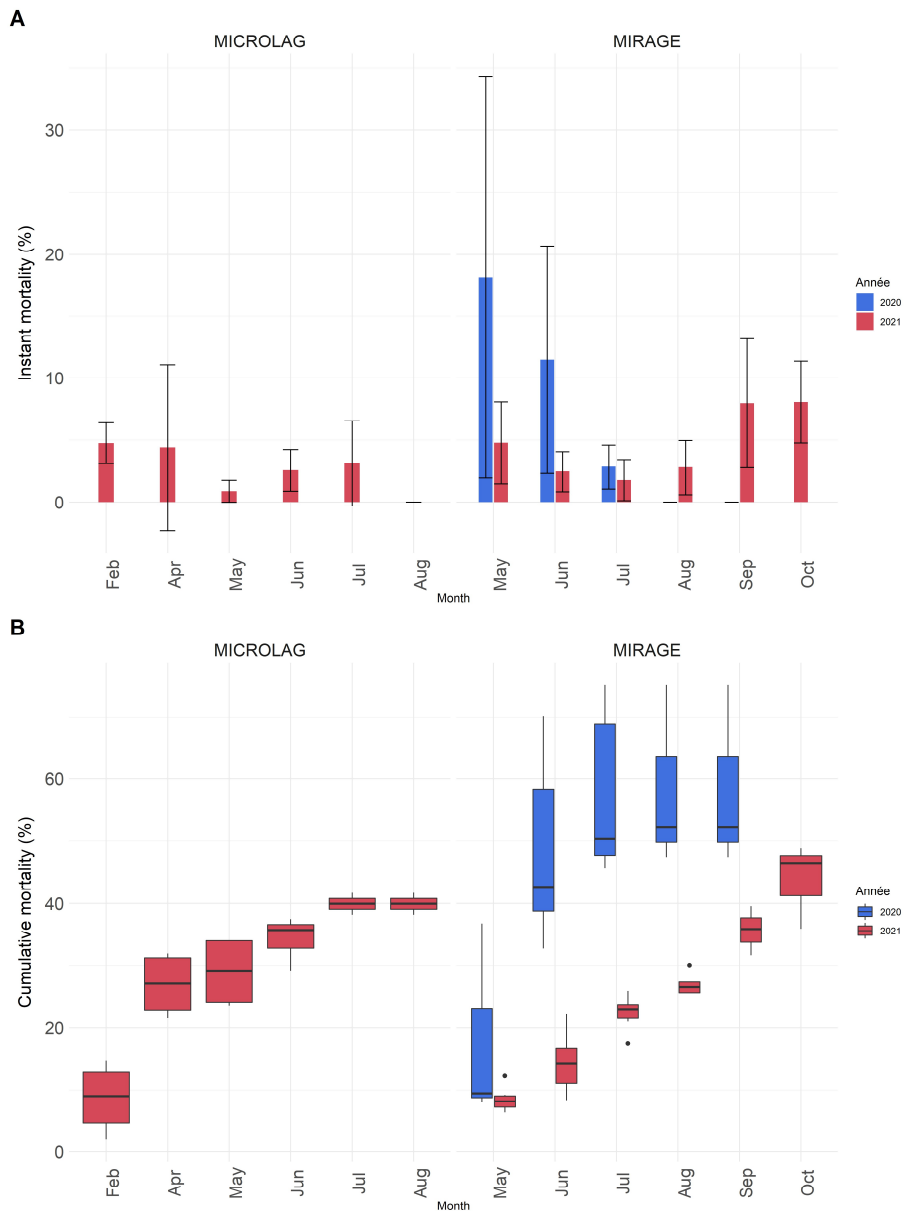 A
MICROLAG MIRAGE
Instant mortality (%)
30
20
10
0
Année
2020
2021
Feb Apr May Jun Jul Aug May Jun Jul Aug Sep Oct
Month
B
MICROLAG MIRAGE
Cumulative mortality (%)
60
40
20
0
Année
2020
2021
Feb Apr May Jun Jul Aug May Jun Jul Aug Sep Oct
Month